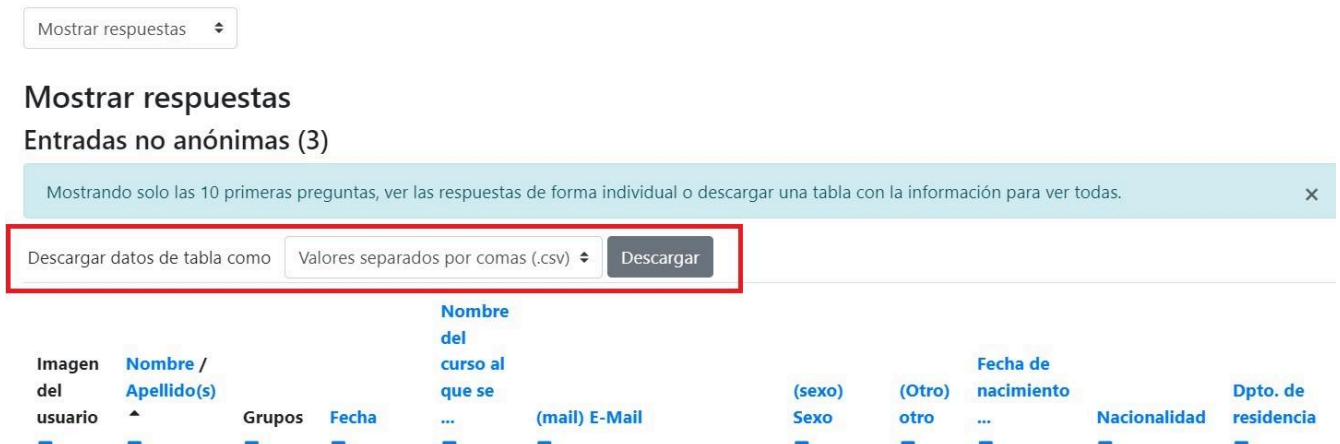 Mostrar respuestas
Mostrar respuestas
Entradas no anónimas (3)
Mostrando solo las 10 primeras preguntas, ver las respuestas de forma individual o descargar una tabla con la información para ver todas. ×
Descargar datos de tabla como Valores separados por comas (.csv) Descargar
Nombre
del
Imagen Nombre / curso al Fecha de
del Apellido(s) que se (sexo) (Otro) nacimiento Dpto. de
usuario Grupos Fecha ... (mail) E-Mail Sexo otro ... Nacionalidad residencia